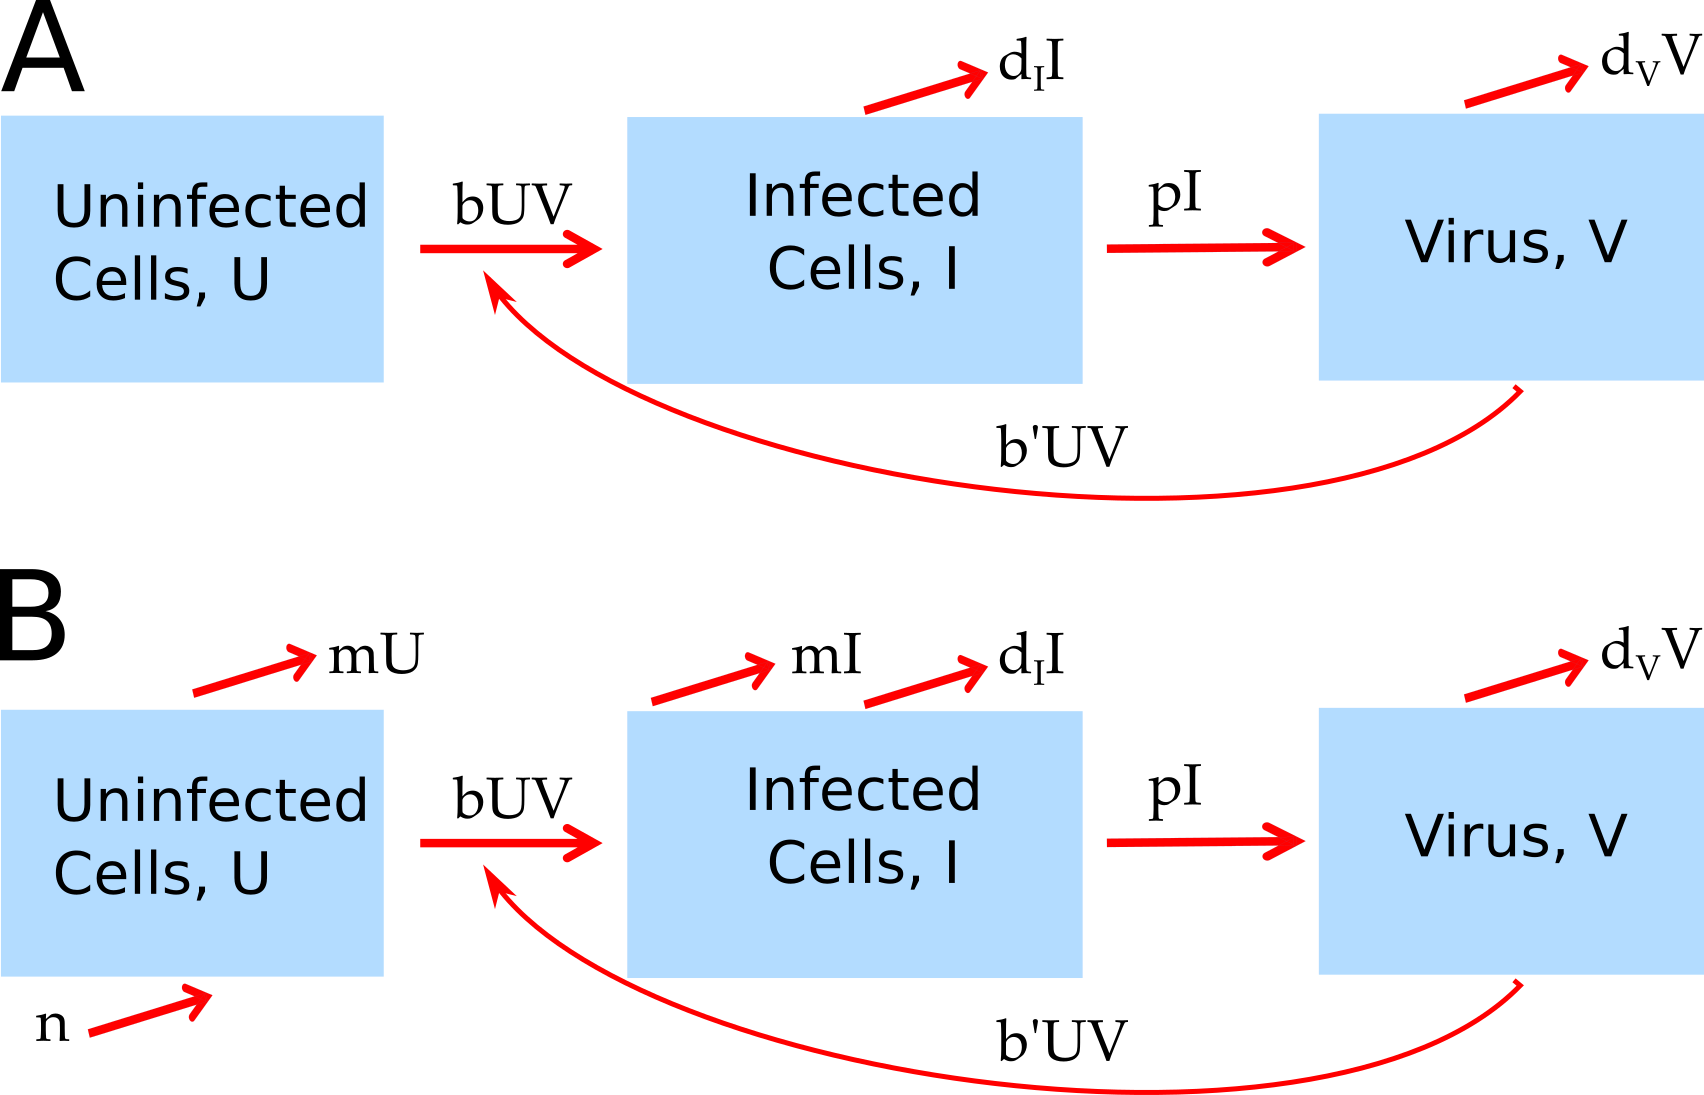 A
d_I I
d_V V
Uninfected
Cells, U
bUV
Infected
Cells, I
pI
Virus, V
b'UV
B
mU
mI
d_I I
d_V V
Uninfected
Cells, U
bUV
Infected
Cells, I
pI
Virus, V
n
b'UV